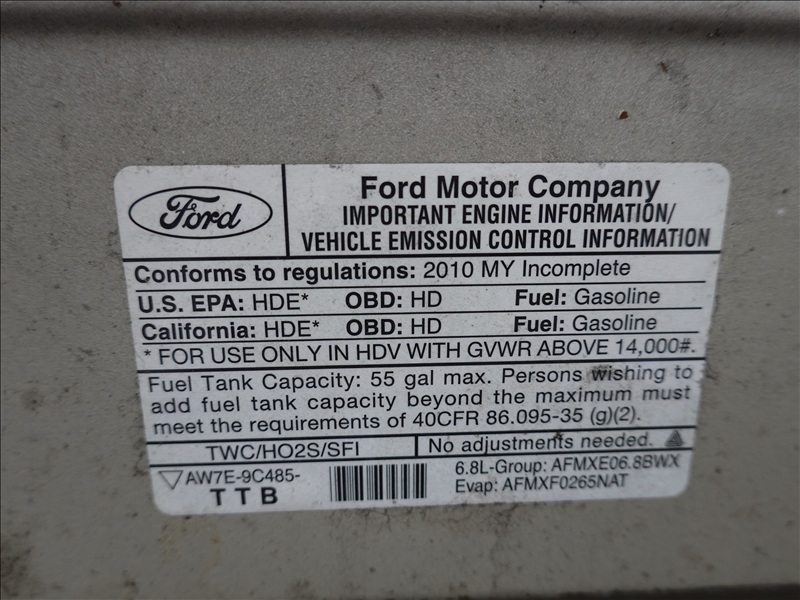 Ford
Ford Motor Company
IMPORTANT ENGINE INFORMATION/
VEHICLE EMISSION CONTROL INFORMATION
Conforms to regulations: 2010 MY Incomplete
U.S. EPA: HDE* OBD: HD Fuel: Gasoline
California: HDE* OBD: HD Fuel: Gasoline
* FOR USE ONLY IN HDV WITH GVWR ABOVE 14,000#.
Fuel Tank Capacity: 55 gal max. Persons wishing to
add fuel tank capacity beyond the maximum must
meet the requirements of 40CFR 86.095-35 (g)(2).
TWC/HO2S/SFI
No adjustments needed.
AW7E-9C485-
TTB
6.8L-Group: AFMXE06.8BWX
Evap: AFMXF0265NAT